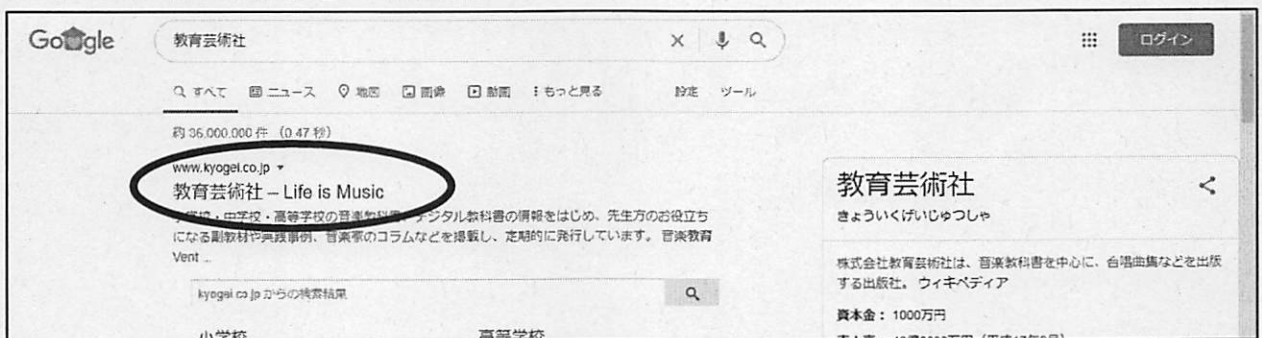 Google
教育芸術社
ログイン
すべて ニュース 地図 画像 動画 もっと見る 設定 ツール
約 36,000,000 件 (0.47 秒)
www.kyogei.co.jp
教育芸術社 – Life is Music
小学校・中学校・高等学校の音楽教科書、デジタル教科書の情報をはじめ、先生方のお役立ち
になる副教材や実践事例、音楽家のコラムなどを掲載し、定期的に発行しています。 音楽教育
Vent ...
kyogei.co.jp からの検索結果
小学校 高等学校
教育芸術社
きょういくげいじゅつしゃ
株式会社教育芸術社は、音楽教科書を中心に、合唱曲集などを出版
する出版社。 ウィキペディア
資本金： 1000万円